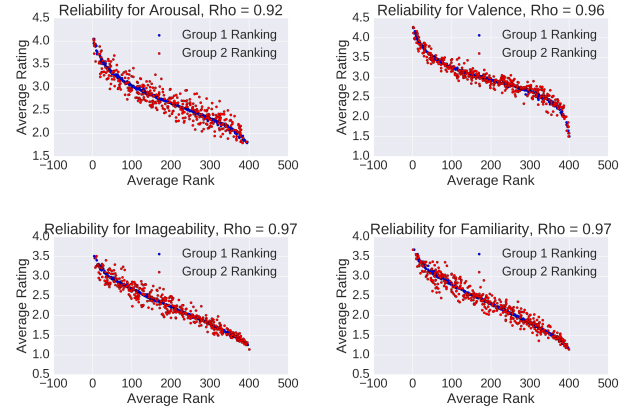 Reliability for Arousal, Rho = 0.92
4.5
4.0
3.5
3.0
2.5
2.0
1.5
Average Rating
Group 1 Ranking
Group 2 Ranking
−100 0 100 200 300 400 500
Average Rank
Reliability for Valence, Rho = 0.96
4.5
4.0
3.5
3.0
2.5
2.0
1.5
1.0
Average Rating
Group 1 Ranking
Group 2 Ranking
−100 0 100 200 300 400 500
Average Rank
Reliability for Imageability, Rho = 0.97
4.0
3.5
3.0
2.5
2.0
1.5
1.0
0.5
Average Rating
Group 1 Ranking
Group 2 Ranking
−100 0 100 200 300 400 500
Average Rank
Reliability for Familiarity, Rho = 0.97
4.0
3.5
3.0
2.5
2.0
1.5
1.0
0.5
Average Rating
Group 1 Ranking
Group 2 Ranking
−100 0 100 200 300 400 500
Average Rank